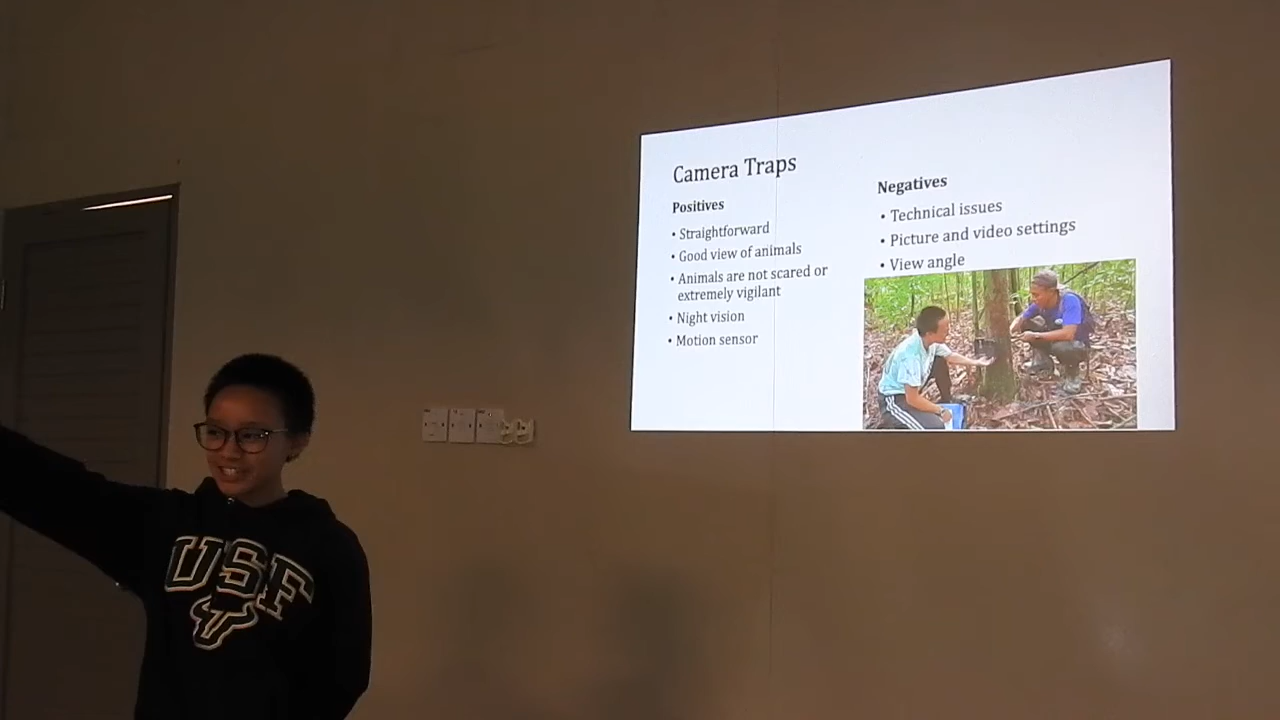 Camera Traps
Positives
• Straightforward
• Good view of animals
• Animals are not scared or
extremely vigilant
• Night vision
• Motion sensor
Negatives
• Technical issues
• Picture and video settings
• View angle
USF